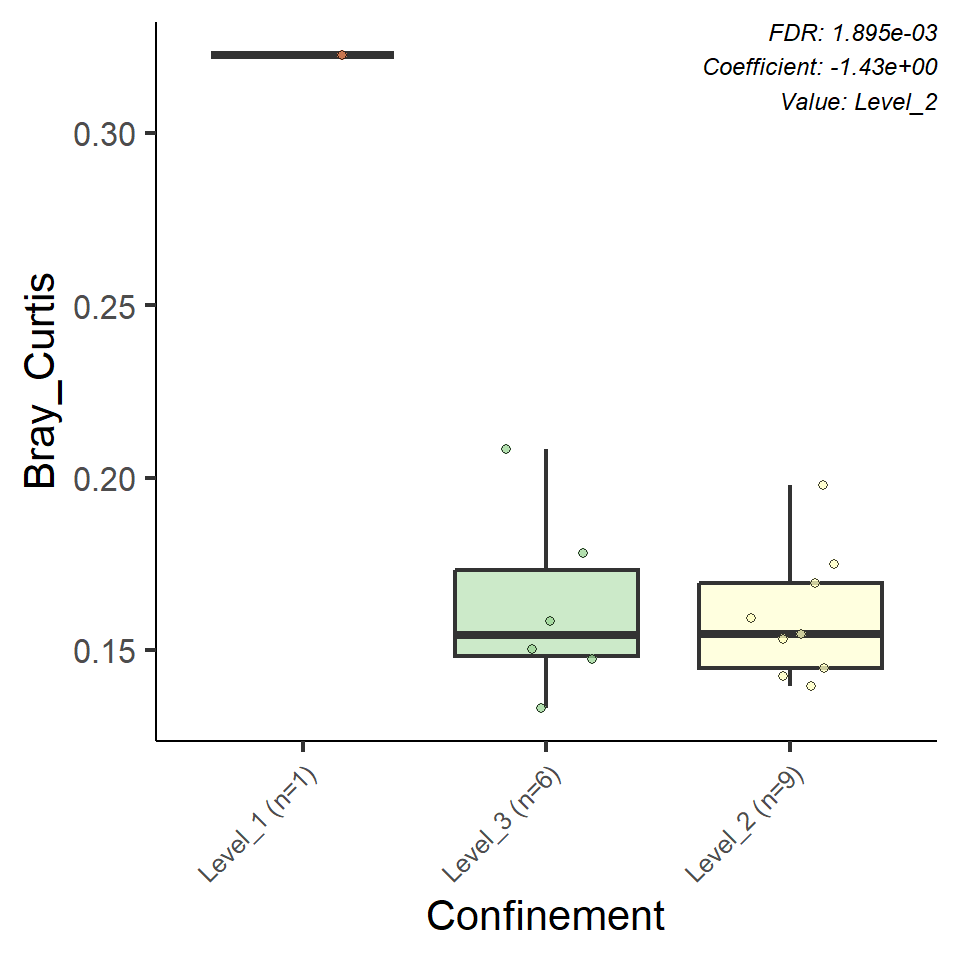 FDR: 1.895e-03
Coefficient: -1.43e+00
Value: Level_2
Bray_Curtis
0.30
0.25
0.20
0.15
Level_1 (n=1)
Level_3 (n=6)
Level_2 (n=9)
Confinement